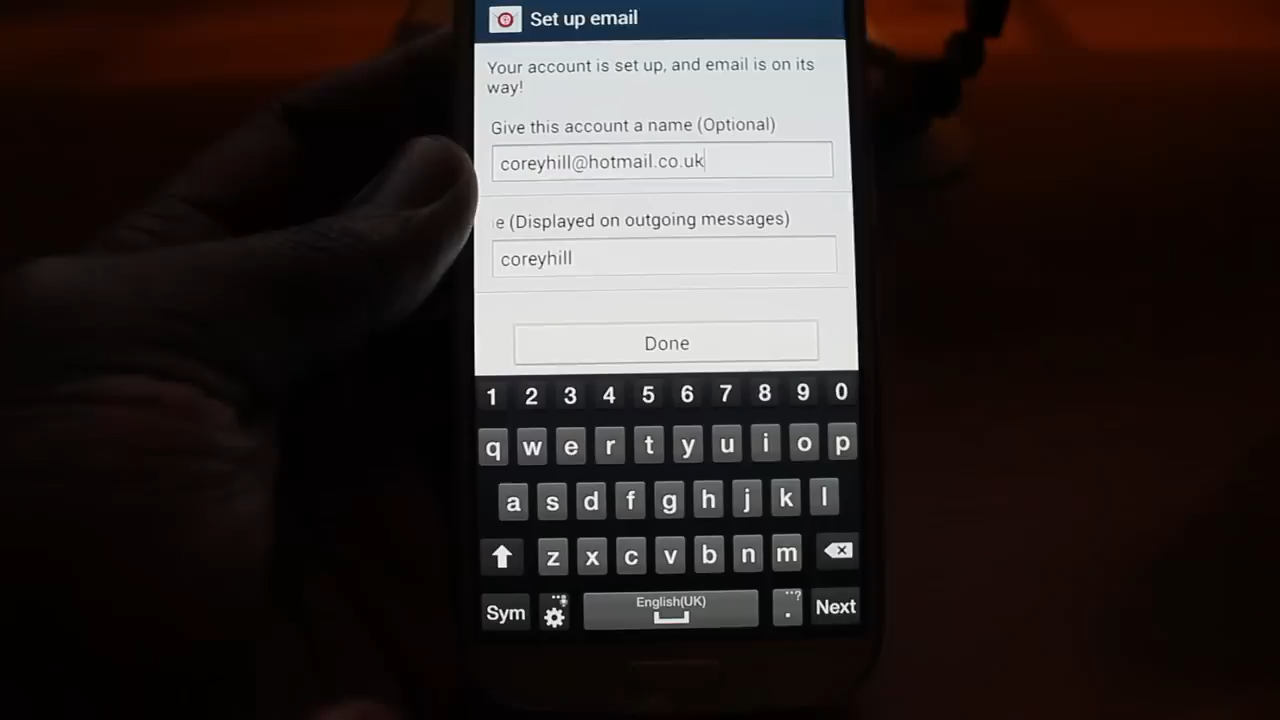 Set up email
Your account is set up, and email is on its
way!
Give this account a name (Optional)
coreyhill@hotmail.co.uk
e (Displayed on outgoing messages)
coreyhill
Done
1 2 3 4 5 6 7 8 9 0
q w e r t y u i o p
a s d f g h j k l
z x c v b n m
Sym English(UK) . ? Next